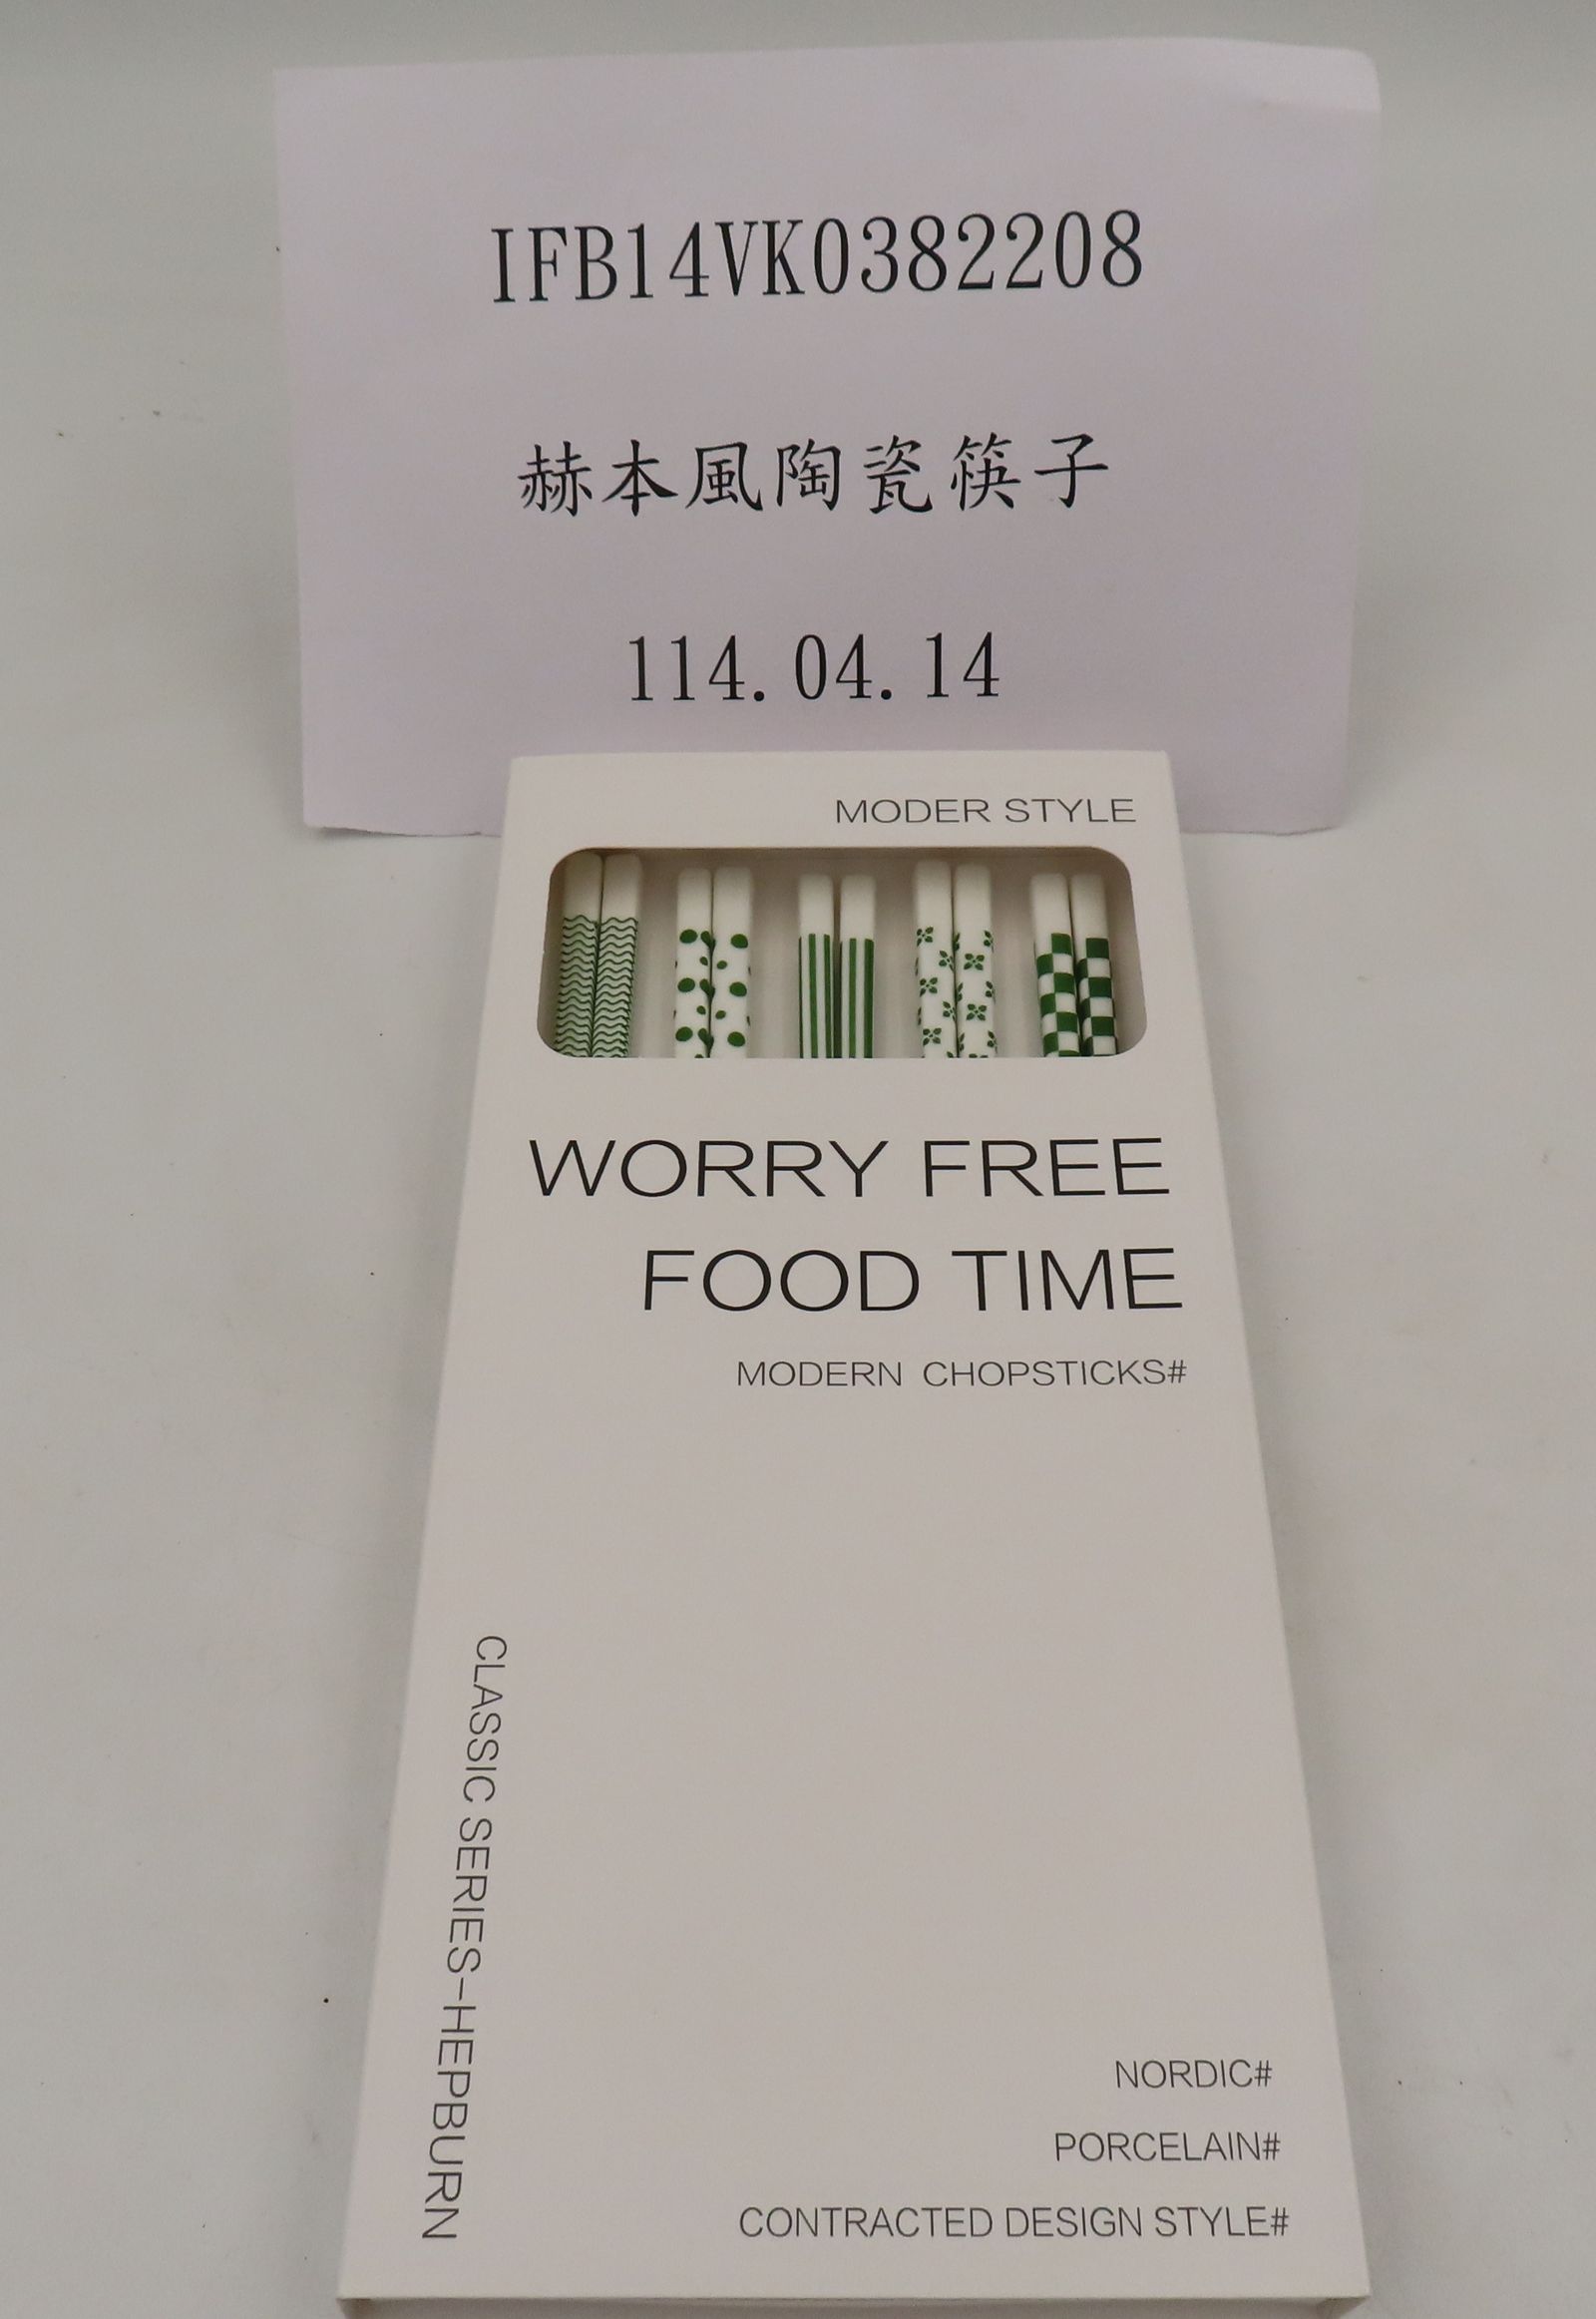 IFB14VK0382208
赫本風陶瓷筷子
114.04.14
MODER STYLE
WORRY FREE
FOOD TIME
MODERN CHOPSTICKS#
CLASSIC SERIES-HEPBURN
NORDIC#
PORCELAIN#
CONTRACTED DESIGN STYLE#